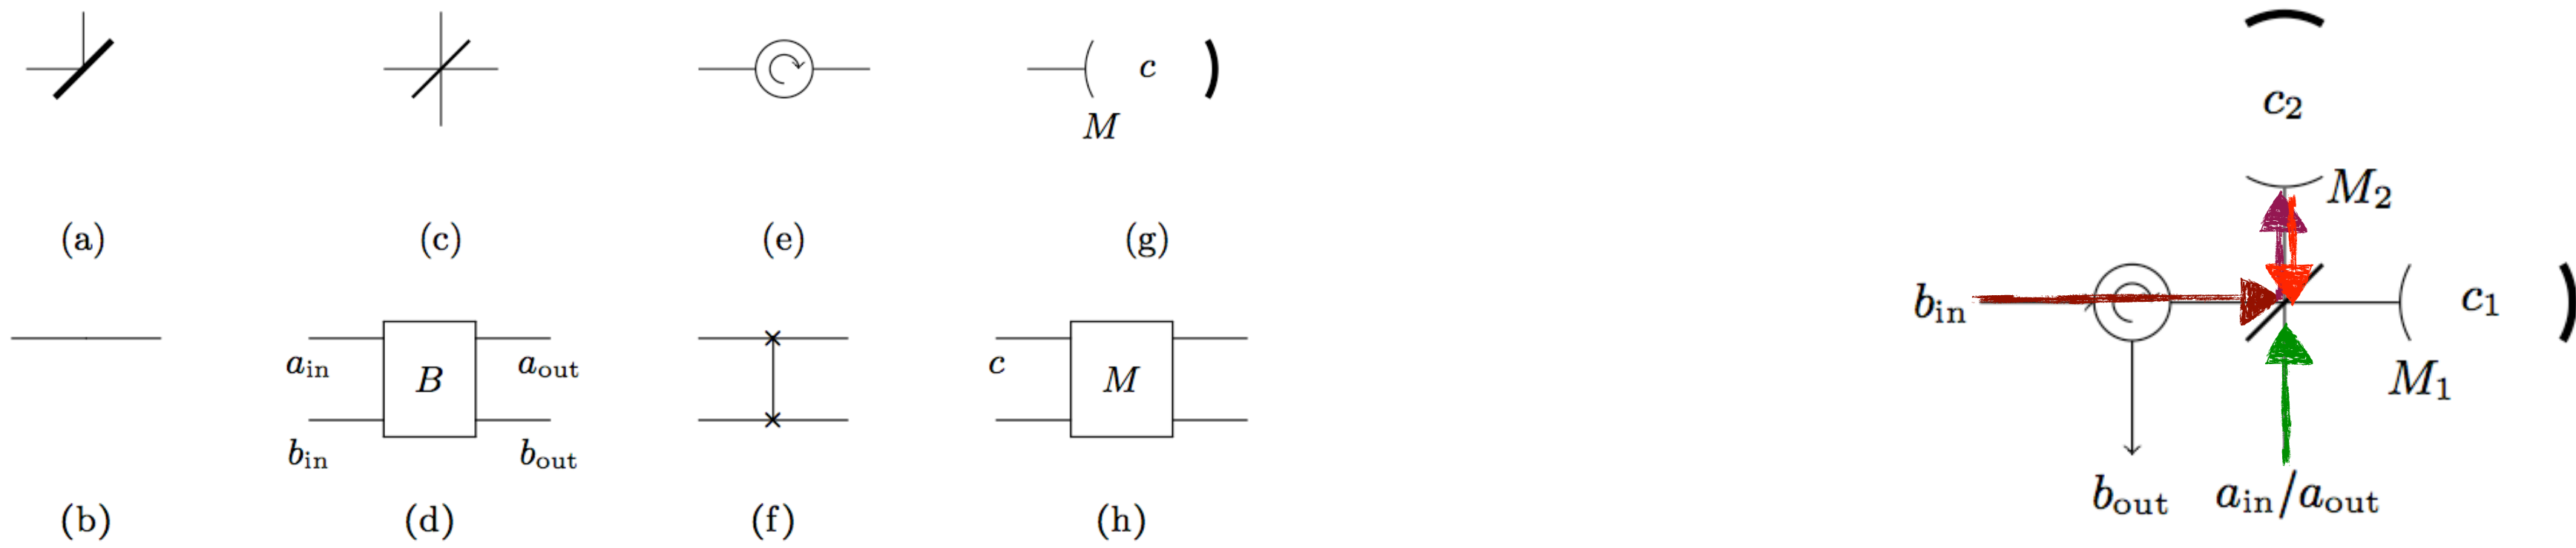 c
M
(a)
(c)
(e)
(g)
a_in
b_in
B
a_out
b_out
c
M
(b)
(d)
(f)
(h)
c_2
M_2
b_in
c_1
M_1
b_out
a_in/a_out